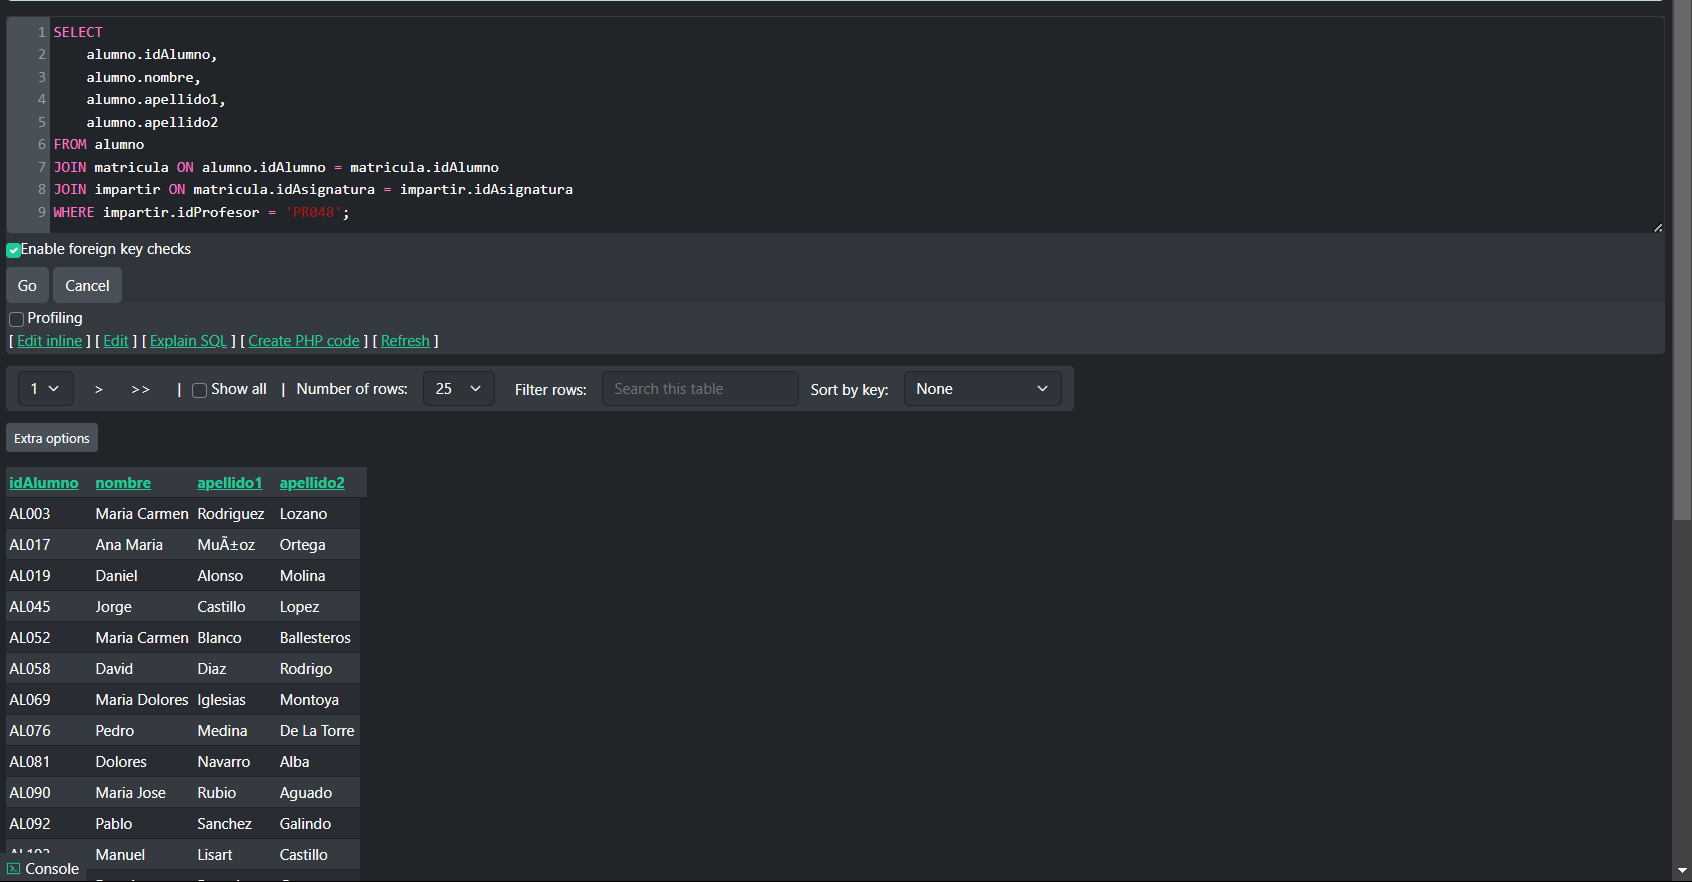 1 SELECT
2 alumno.idAlumno,
3 alumno.nombre,
4 alumno.apellido1,
5 alumno.apellido2
6 FROM alumno
7 JOIN matricula ON alumno.idAlumno = matricula.idAlumno
8 JOIN impartir ON matricula.idAsignatura = impartir.idAsignatura
9 WHERE impartir.idProfesor = 'PR048';
Enable foreign key checks
Go Cancel
Profiling
[ Edit inline ] [ Edit ] [ Explain SQL ] [ Create PHP code ] [ Refresh ]
1 > >> | Show all | Number of rows: 25 Filter rows: Search this table Sort by key: None
Extra options
idAlumno nombre apellido1 apellido2
AL003 Maria Carmen Rodriguez Lozano
AL017 Ana Maria MuÃ±oz Ortega
AL019 Daniel Alonso Molina
AL045 Jorge Castillo Lopez
AL052 Maria Carmen Blanco Ballesteros
AL058 David Diaz Rodrigo
AL069 Maria Dolores Iglesias Montoya
AL076 Pedro Medina De La Torre
AL081 Dolores Navarro Alba
AL090 Maria Jose Rubio Aguado
AL092 Pablo Sanchez Galindo
Manuel Lisart Castillo
Console